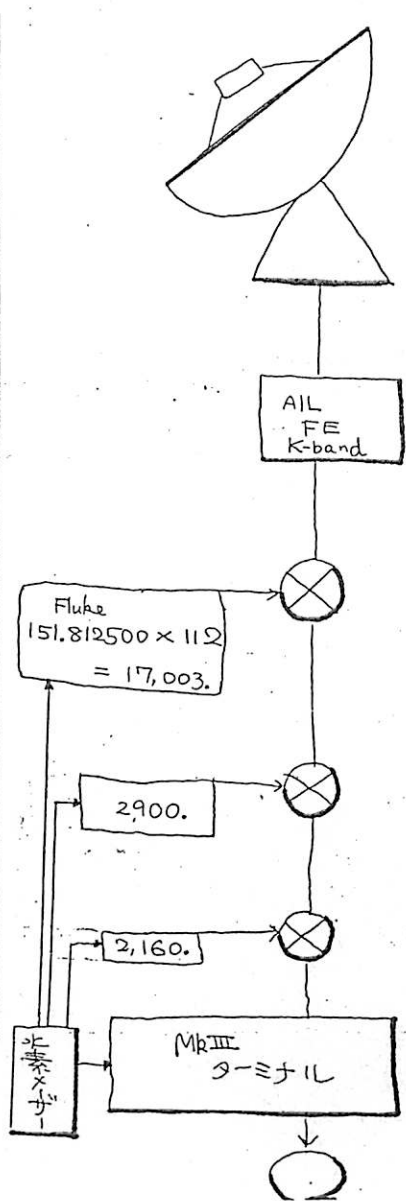 AIL
FE
K-band
Fluke
151.812500 × 112
= 17,003.
2,900.
2,160.
水素メーザー
MkIII
ターミナル